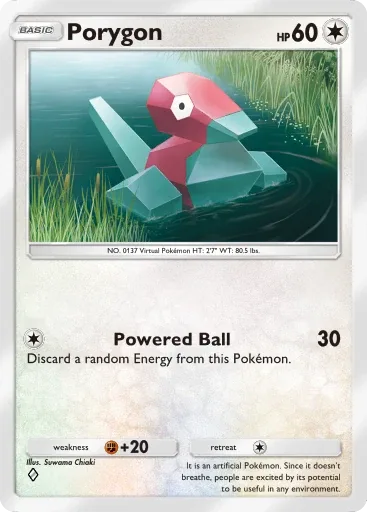 BASIC Porygon HP 60
NO. 0137 Virtual Pokémon HT: 2'7" WT: 80.5 lbs.
Powered Ball 30
Discard a random Energy from this Pokémon.
weakness +20 retreat
Illus. Suwama Chiaki
It is an artificial Pokémon. Since it doesn't
breathe, people are excited by its potential
to be useful in any environment.